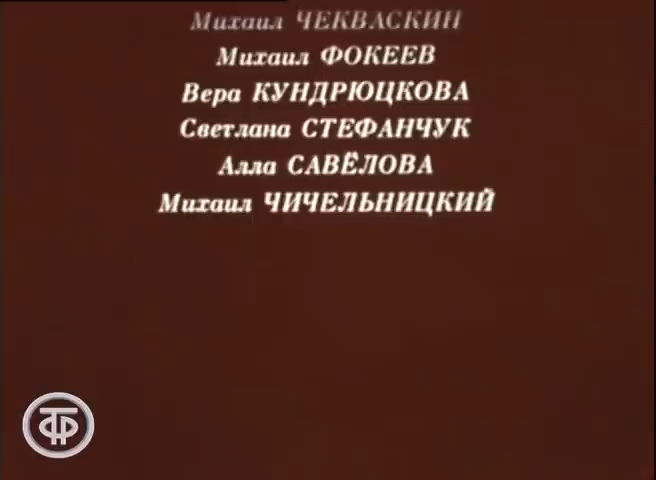 Михаил ЧЕКВАСКИН
Михаил ФОКЕЕВ
Вера КУНДРЮЦКОВА
Светлана СТЕФАНЧУК
Алла САВЁЛОВА
Михаил ЧИЧЕЛЬНИЦКИЙ